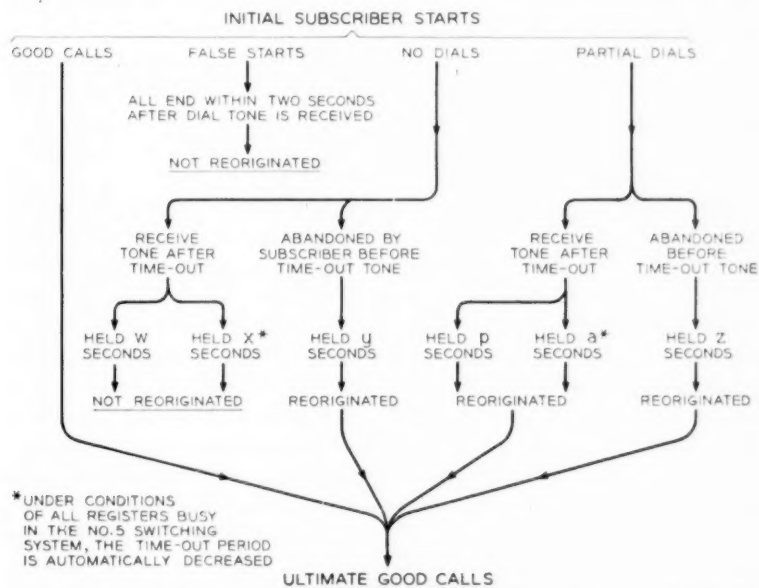 INITIAL SUBSCRIBER STARTS
GOOD CALLS
FALSE STARTS
NO DIALS
PARTIAL DIALS
ALL END WITHIN TWO SECONDS
AFTER DIAL TONE IS RECEIVED
NOT REORIGINATED
RECEIVE
TONE AFTER
TIME-OUT
ABANDONED BY
SUBSCRIBER BEFORE
TIME-OUT TONE
RECEIVE
TONE AFTER
TIME-OUT
ABANDONED
BEFORE
TIME-OUT TONE
HELD W
SECONDS
HELD X*
SECONDS
HELD y
SECONDS
HELD p
SECONDS
HELD a*
SECONDS
HELD Z
SECONDS
NOT REORIGINATED
REORIGINATED
REORIGINATED
REORIGINATED
*UNDER CONDITIONS
OF ALL REGISTERS BUSY
IN THE NO.5 SWITCHING
SYSTEM, THE TIME-OUT PERIOD
IS AUTOMATICALLY DECREASED
ULTIMATE GOOD CALLS